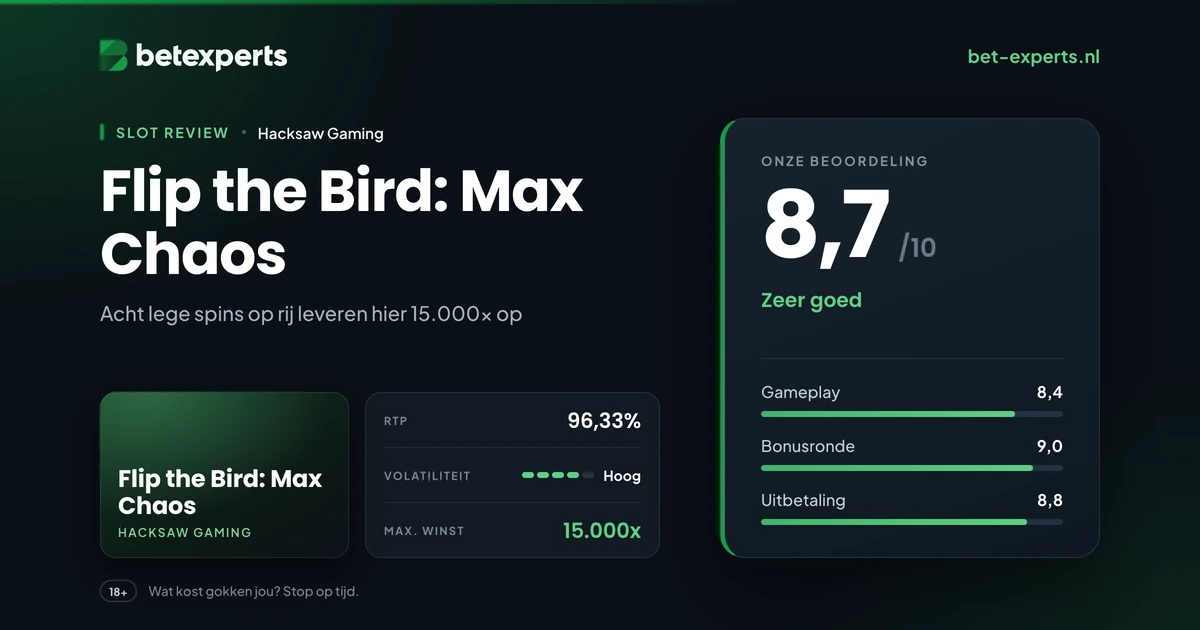 betexperts
bet-experts.nl
SLOT REVIEW • Hacksaw Gaming
Flip the Bird: Max
Chaos
Acht lege spins op rij leveren hier 15.000× op
Flip the Bird: Max
Chaos
HACKSAW GAMING
RTP 96,33%
VOLATILITEIT Hoog
MAX. WINST 15.000x
ONZE BEOORDELING
8,7 /10
Zeer goed
Gameplay 8,4
Bonusronde 9,0
Uitbetaling 8,8
18+ Wat kost gokken jou? Stop op tijd.